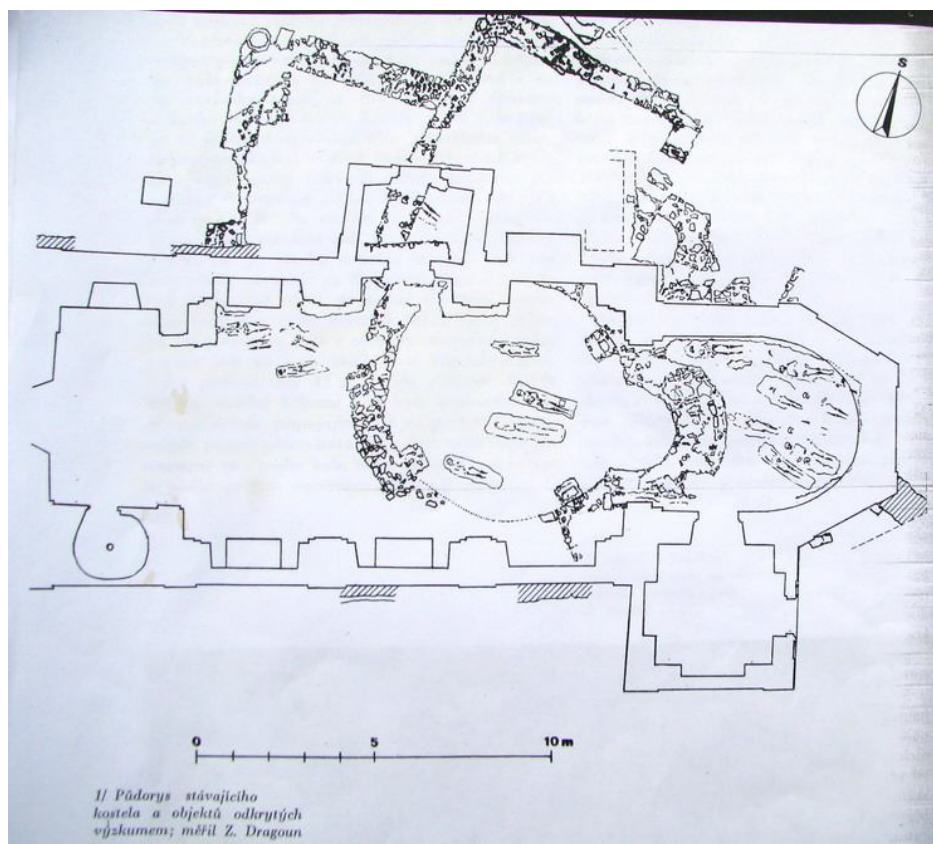 S
0 5 10 m
1/ Půdorys stávajícího
kostela a objektů odkrytých
výzkumem; měřil Z. Dragoun